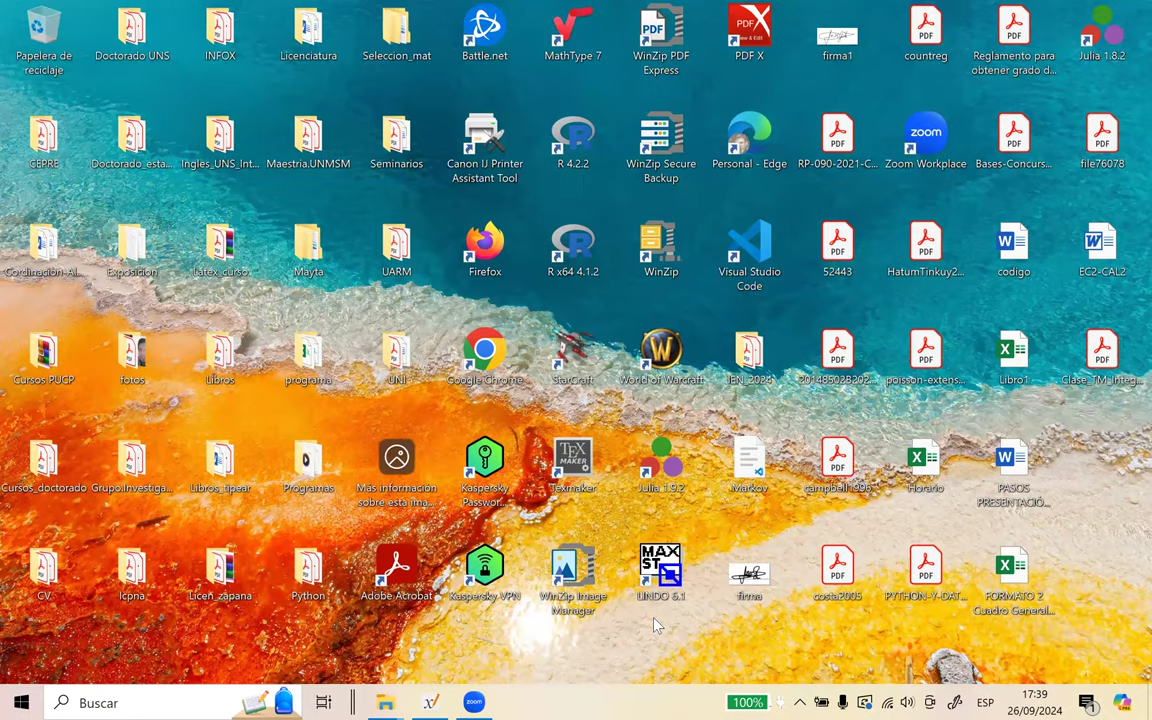 Papelera de
reciclaje
Doctorado UNS
INFOX
Licenciatura
Seleccion_mat
Battle.net
MathType 7
WinZip PDF
Express
PDF X
firma1
countreg
Reglamento para
obtener grado d...
Julia 1.8.2
CEPRE
Doctorado_esta...
Ingles_UNS_Int...
Maestria.UNMSM
Seminarios
Canon IJ Printer
Assistant Tool
R 4.2.2
WinZip Secure
Backup
Personal - Edge
RP-090-2021-C...
Zoom Workplace
Bases-Concurs...
file76078
Cordinación-Al...
Exposicion
Latex_curso
Mayta
UARM
Firefox
R x64 4.1.2
WinZip
Visual Studio
Code
52443
HatumTinkuy2...
codigo
EC2-CAL2
Cursos PUCP
fotos
Libros
programa
UNI
Google Chrome
StarCraft
World of Warcraft
IEN_2024
20148502B202...
poisson-extens...
Libro1
Clase_TM_Integ...
Cursos_doctorado
Grupo.Investiga...
Libros_tipear
Programas
Más información
sobre esta ima...
Kaspersky
Passwor...
Texmaker
Julia 1.9.2
Markov
campbell1996
Horario
PASOS
PRESENTACIÓ...
CV
Icpna
Licen_zapana
Python
Adobe Acrobat
Kaspersky VPN
WinZip Image
Manager
LINDO 6.1
firma
costa2005
PYTHON-Y-DAT...
FORMATO 2
Cuadro General...
Buscar
zoom
100%
ESP
17:39
26/09/2024
1